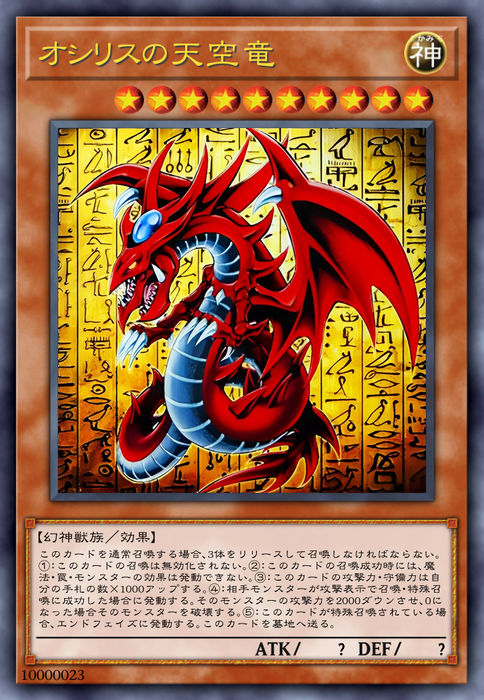 オシリスの天空竜
かみ
神
【幻神獣族／効果】
このカードを通常召喚する場合、3体をリリースして召喚しなければならない。
①：このカードの召喚は無効化されない。②：このカードの召喚成功時には、魔
法・罠・モンスターの効果は発動できない。③：このカードの攻撃力・守備力は自
分の手札の数×1000アップする。④：相手モンスターが攻撃表示で召喚・特殊召
喚に成功した場合に発動する。そのモンスターの攻撃力を2000ダウンさせ、0に
なった場合そのモンスターを破壊する。⑤：このカードが特殊召喚されている場
合、エンドフェイズに発動する。このカードを墓地へ送る。
ATK/ ? DEF/ ?
10000023